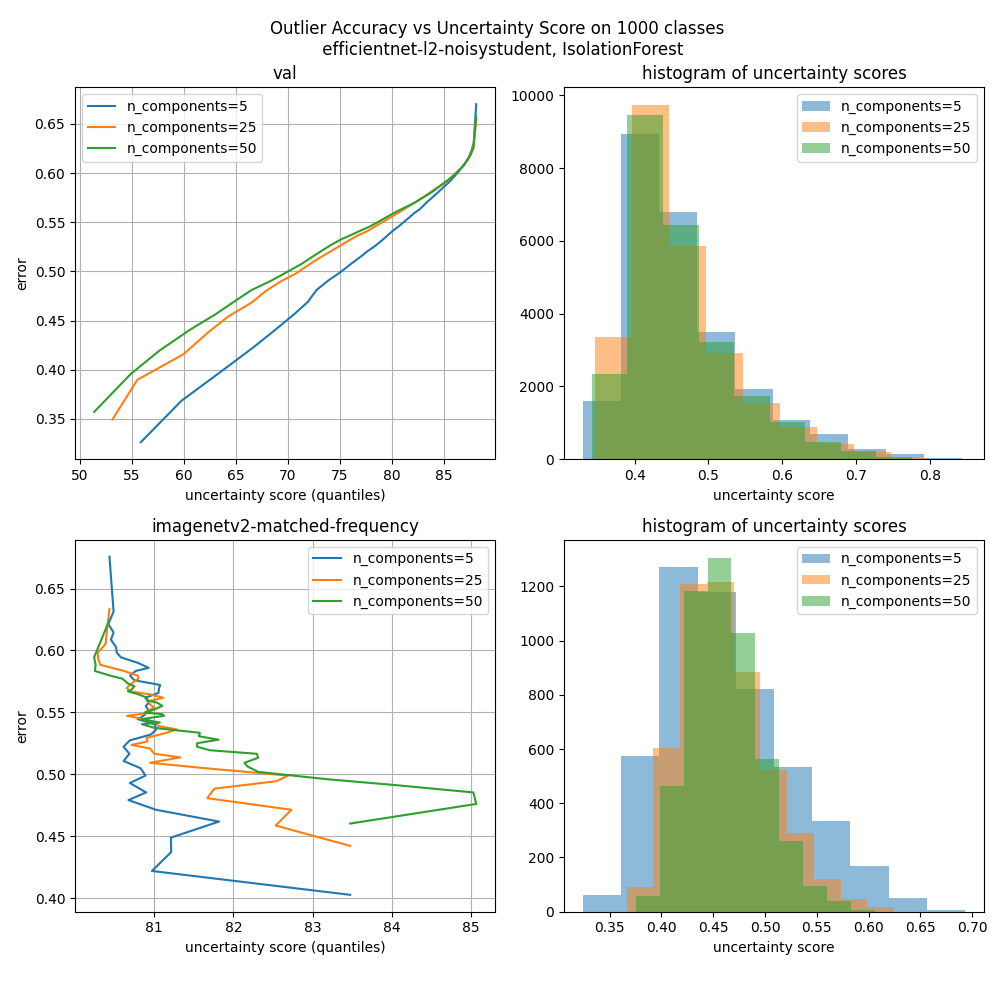 Outlier Accuracy vs Uncertainty Score on 1000 classes
efficientnet-l2-noisystudent, IsolationForest
val
n_components=5
n_components=25
n_components=50
0.65
0.60
0.55
0.50
0.45
0.40
0.35
error
50 55 60 65 70 75 80 85
uncertainty score (quantiles)
histogram of uncertainty scores
n_components=5
n_components=25
n_components=50
10000
8000
6000
4000
2000
0
0.4 0.5 0.6 0.7 0.8
uncertainty score
imagenetv2-matched-frequency
n_components=5
n_components=25
n_components=50
0.65
0.60
0.55
0.50
0.45
0.40
error
81 82 83 84 85
uncertainty score (quantiles)
histogram of uncertainty scores
n_components=5
n_components=25
n_components=50
1200
1000
800
600
400
200
0
0.35 0.40 0.45 0.50 0.55 0.60 0.65 0.70
uncertainty score